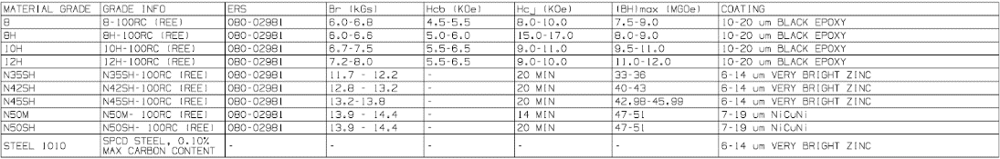 MATERIAL GRADE GRADE INFO ERS Br (kGs) Hcb (KOe) Hcj (KOe) (BH)max (MGOe) COATING
8 8-100RC (REE) 080-02981 6.0-6.8 4.5-5.5 8.0-10.0 7.5-9.0 10-20 um BLACK EPOXY
8H 8H-100RC (REE) 080-02981 6.0-6.6 5.0-6.0 15.0-17.0 8.0-9.0 10-20 um BLACK EPOXY
10H 10H-100RC (REE) 080-02981 6.7-7.5 5.5-6.5 9.0-11.0 9.5-11.0 10-20 um BLACK EPOXY
12H 12H-100RC (REE) 080-02981 7.2-8.0 5.5-6.5 9.0-10.0 11.0-12.0 10-20 um BLACK EPOXY
N35SH N35SH-100RC (REE) 080-02981 11.7 - 12.2 - 20 MIN 33-36 6-14 um VERY BRIGHT ZINC
N42SH N42SH-100RC (REE) 080-02981 12.8 - 13.2 - 20 MIN 40-43 6-14 um VERY BRIGHT ZINC
N45SH N45SH-100RC (REE) 080-02981 13.2-13.8 - 20 MIN 42.98-45.99 6-14 um VERY BRIGHT ZINC
N50M N50M- 100RC (REE) 080-02981 13.9 - 14.4 - 14 MIN 47-51 7-19 um NiCuNi
N50SH N50SH- 100RC (REE) 080-02981 13.9 - 14.4 - 20 MIN 47-51 7-19 um NiCuNi
STEEL 1010 SPCD STEEL, 0.10% - - - - - 6-14 um VERY BRIGHT ZINC
MAX CARBON CONTENT